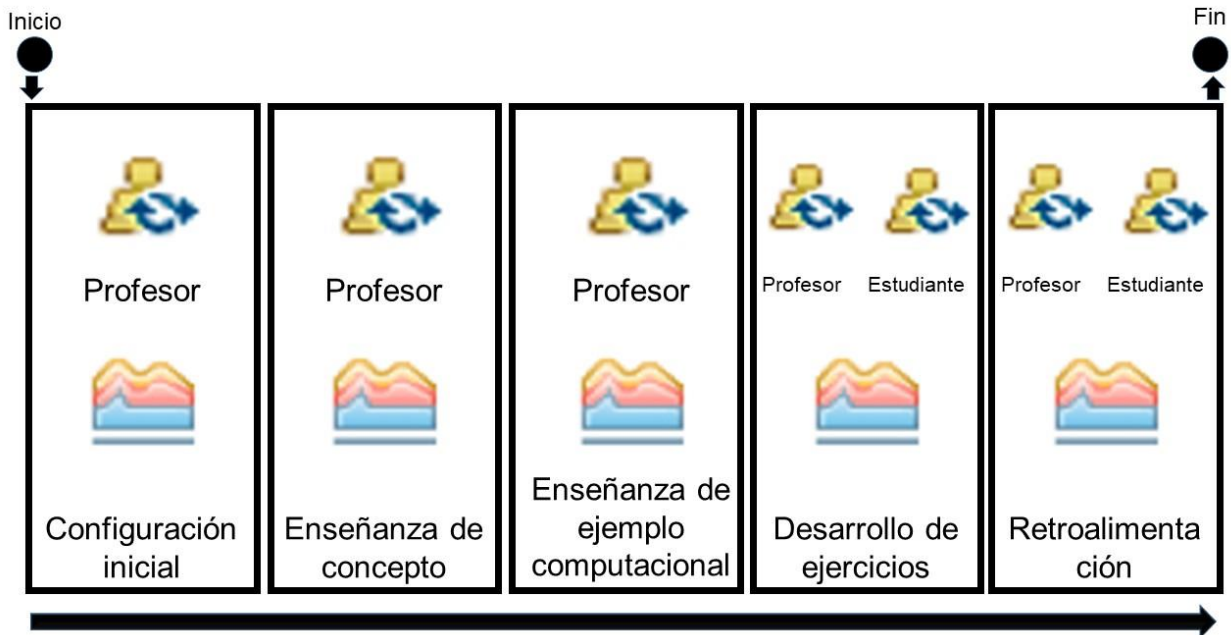 Inicio
Fin
Profesor
Configuración
inicial
Profesor
Enseñanza de
concepto
Profesor
Enseñanza de
ejemplo
computacional
Profesor Estudiante
Desarrollo de
ejercicios
Profesor Estudiante
Retroalimenta
ción